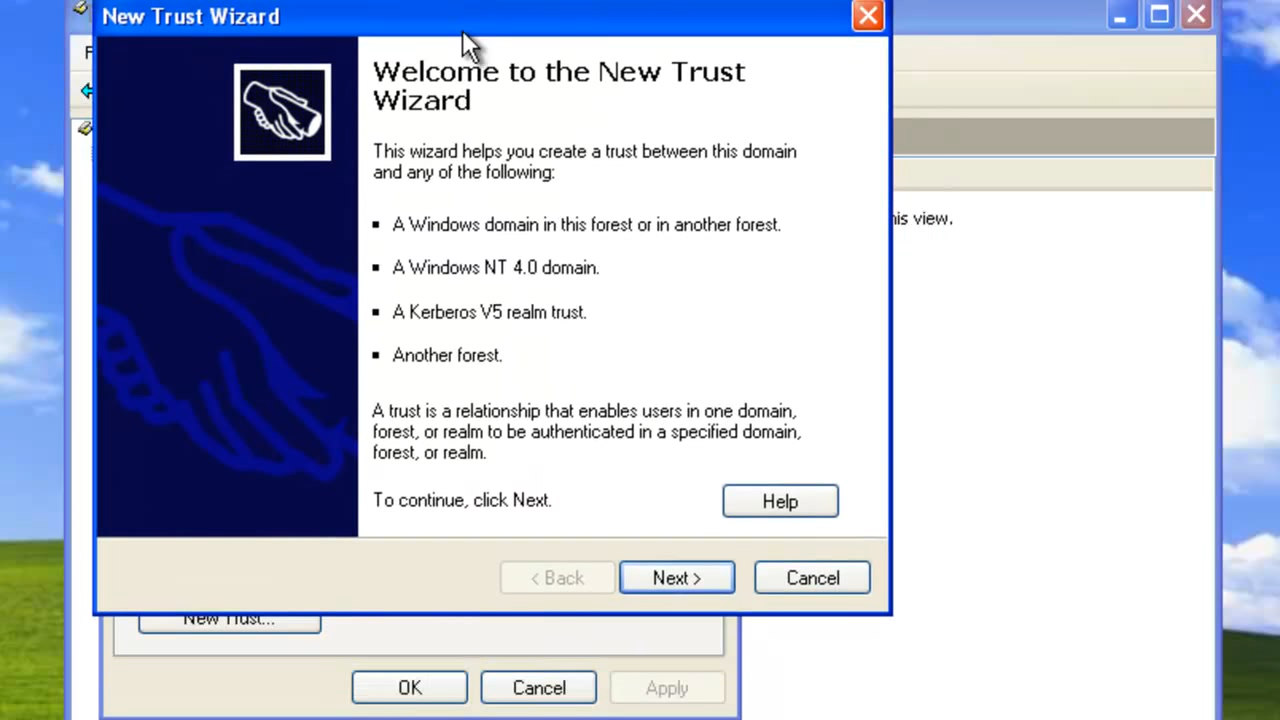 New Trust Wizard
Welcome to the New Trust
Wizard
This wizard helps you create a trust between this domain
and any of the following:
A Windows domain in this forest or in another forest.
his view.
A Windows NT 4.0 domain.
A Kerberos V5 realm trust.
Another forest.
A trust is a relationship that enables users in one domain,
forest, or realm to be authenticated in a specified domain,
forest, or realm.
To continue, click Next.
Help
< Back
Next >
Cancel
New Trust...
OK
Cancel
Apply